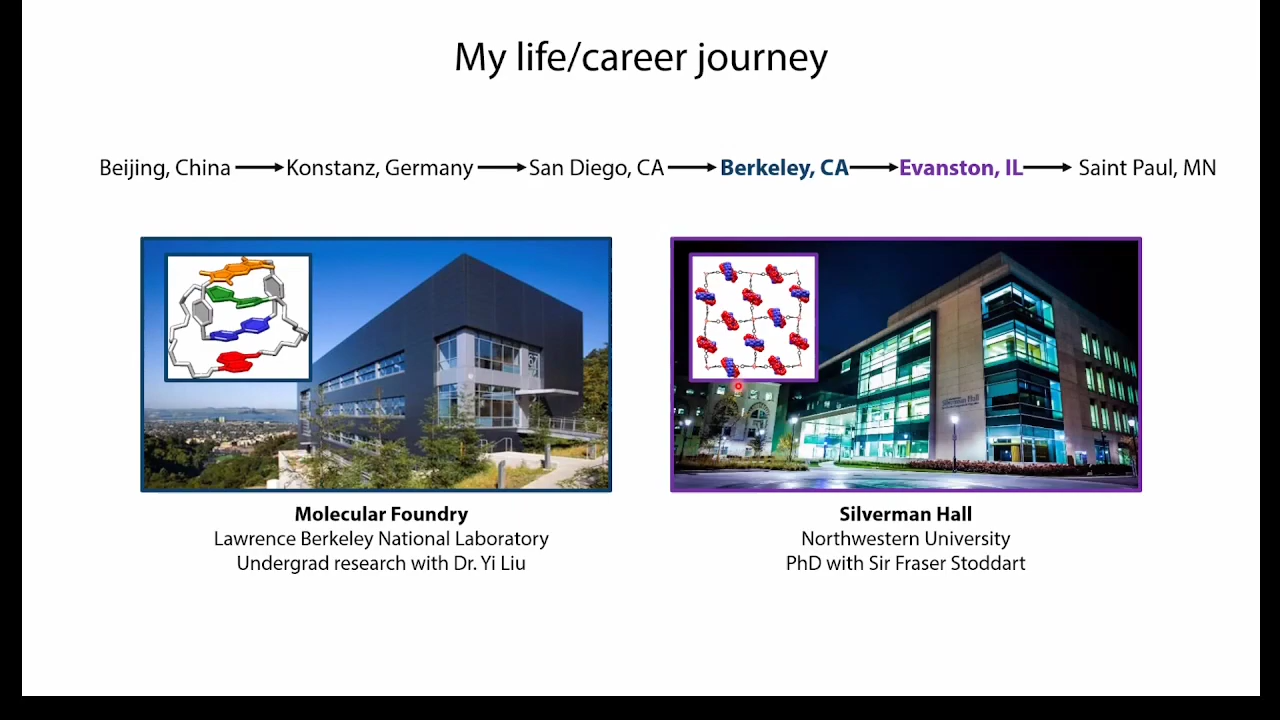 My life/career journey
Beijing, China Konstanz, Germany San Diego, CA Berkeley, CA Evanston, IL Saint Paul, MN
Silverman Hall
Molecular Foundry
Lawrence Berkeley National Laboratory
Undergrad research with Dr. Yi Liu
Silverman Hall
Northwestern University
PhD with Sir Fraser Stoddart